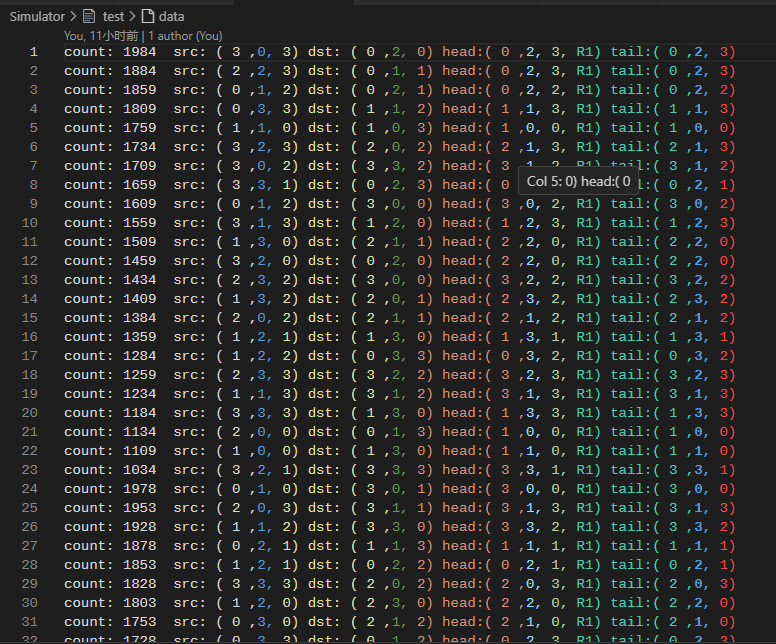 Simulator > test > data
You, 11小时前 | 1 author (You)
1 count: 1984 src: ( 3 ,0, 3) dst: ( 0 ,2, 0) head:( 0 ,2, 3, R1) tail:( 0 ,2, 3)
2 count: 1884 src: ( 2 ,2, 3) dst: ( 0 ,1, 1) head:( 0 ,2, 3, R1) tail:( 0 ,2, 3)
3 count: 1859 src: ( 0 ,1, 2) dst: ( 0 ,2, 1) head:( 0 ,2, 2, R1) tail:( 0 ,2, 2)
4 count: 1809 src: ( 0 ,3, 3) dst: ( 1 ,1, 2) head:( 1 ,1, 3, R1) tail:( 1 ,1, 3)
5 count: 1759 src: ( 1 ,1, 0) dst: ( 1 ,0, 3) head:( 1 ,0, 0, R1) tail:( 1 ,0, 0)
6 count: 1734 src: ( 3 ,2, 3) dst: ( 2 ,0, 2) head:( 2 ,1, 3, R1) tail:( 2 ,1, 3)
7 count: 1709 src: ( 3 ,0, 2) dst: ( 3 ,3, 2) head:( 3 ,1, 2, R1) tail:( 3 ,1, 2)
8 count: 1659 src: ( 3 ,3, 1) dst: ( 0 ,2, 3) head:( 0 Col 5: 0) head:( 0 l:( 0 ,2, 1)
9 count: 1609 src: ( 0 ,1, 2) dst: ( 3 ,0, 0) head:( 3 ,0, 2, R1) tail:( 3 ,0, 2)
10 count: 1559 src: ( 3 ,1, 3) dst: ( 1 ,2, 0) head:( 1 ,2, 3, R1) tail:( 1 ,2, 3)
11 count: 1509 src: ( 1 ,3, 0) dst: ( 2 ,1, 1) head:( 2 ,2, 0, R1) tail:( 2 ,2, 0)
12 count: 1459 src: ( 3 ,2, 0) dst: ( 0 ,2, 0) head:( 2 ,2, 0, R1) tail:( 2 ,2, 0)
13 count: 1434 src: ( 2 ,3, 2) dst: ( 3 ,0, 0) head:( 3 ,2, 2, R1) tail:( 3 ,2, 2)
14 count: 1409 src: ( 1 ,3, 2) dst: ( 2 ,0, 1) head:( 2 ,3, 2, R1) tail:( 2 ,3, 2)
15 count: 1384 src: ( 2 ,0, 2) dst: ( 2 ,1, 1) head:( 2 ,1, 2, R1) tail:( 2 ,1, 2)
16 count: 1359 src: ( 1 ,2, 1) dst: ( 1 ,3, 0) head:( 1 ,3, 1, R1) tail:( 1 ,3, 1)
17 count: 1284 src: ( 1 ,2, 2) dst: ( 0 ,3, 3) head:( 0 ,3, 2, R1) tail:( 0 ,3, 2)
18 count: 1259 src: ( 2 ,3, 3) dst: ( 3 ,2, 2) head:( 3 ,2, 3, R1) tail:( 3 ,2, 3)
19 count: 1234 src: ( 1 ,1, 3) dst: ( 3 ,1, 2) head:( 3 ,1, 3, R1) tail:( 3 ,1, 3)
20 count: 1184 src: ( 3 ,3, 3) dst: ( 1 ,3, 0) head:( 1 ,3, 3, R1) tail:( 1 ,3, 3)
21 count: 1134 src: ( 2 ,0, 0) dst: ( 0 ,1, 3) head:( 1 ,0, 0, R1) tail:( 1 ,0, 0)
22 count: 1109 src: ( 1 ,0, 0) dst: ( 1 ,3, 0) head:( 1 ,1, 0, R1) tail:( 1 ,1, 0)
23 count: 1034 src: ( 3 ,2, 1) dst: ( 3 ,3, 3) head:( 3 ,3, 1, R1) tail:( 3 ,3, 1)
24 count: 1978 src: ( 0 ,1, 0) dst: ( 3 ,0, 1) head:( 3 ,0, 0, R1) tail:( 3 ,0, 0)
25 count: 1953 src: ( 2 ,0, 3) dst: ( 3 ,1, 1) head:( 3 ,1, 3, R1) tail:( 3 ,1, 3)
26 count: 1928 src: ( 1 ,1, 2) dst: ( 3 ,3, 0) head:( 3 ,3, 2, R1) tail:( 3 ,3, 2)
27 count: 1878 src: ( 0 ,2, 1) dst: ( 1 ,1, 3) head:( 1 ,1, 1, R1) tail:( 1 ,1, 1)
28 count: 1853 src: ( 1 ,2, 1) dst: ( 0 ,2, 2) head:( 0 ,2, 1, R1) tail:( 0 ,2, 1)
29 count: 1828 src: ( 3 ,3, 3) dst: ( 2 ,0, 2) head:( 2 ,0, 3, R1) tail:( 2 ,0, 3)
30 count: 1803 src: ( 1 ,2, 0) dst: ( 2 ,3, 0) head:( 2 ,2, 0, R1) tail:( 2 ,2, 0)
31 count: 1753 src: ( 0 ,3, 0) dst: ( 2 ,1, 2) head:( 2 ,1, 0, R1) tail:( 2 ,1, 0)
32 count: 1728 src: ( 0 ,3, 3) dst: ( 0 ,1, 2) head:( 0 ,2, 3, R1) tail:( 0 ,2, 3)